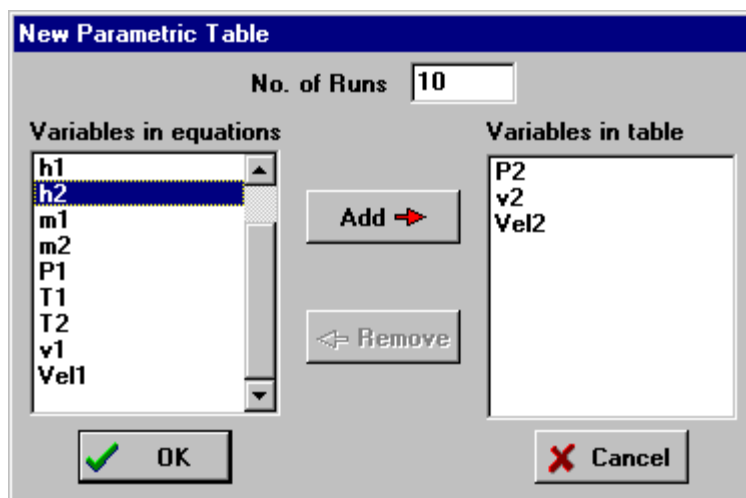 New Parametric Table
No. of Runs 10
Variables in equations
h1
h2
m1
m2
P1
T1
T2
v1
Vel1
Add
Remove
Variables in table
P2
v2
Vel2
OK
Cancel